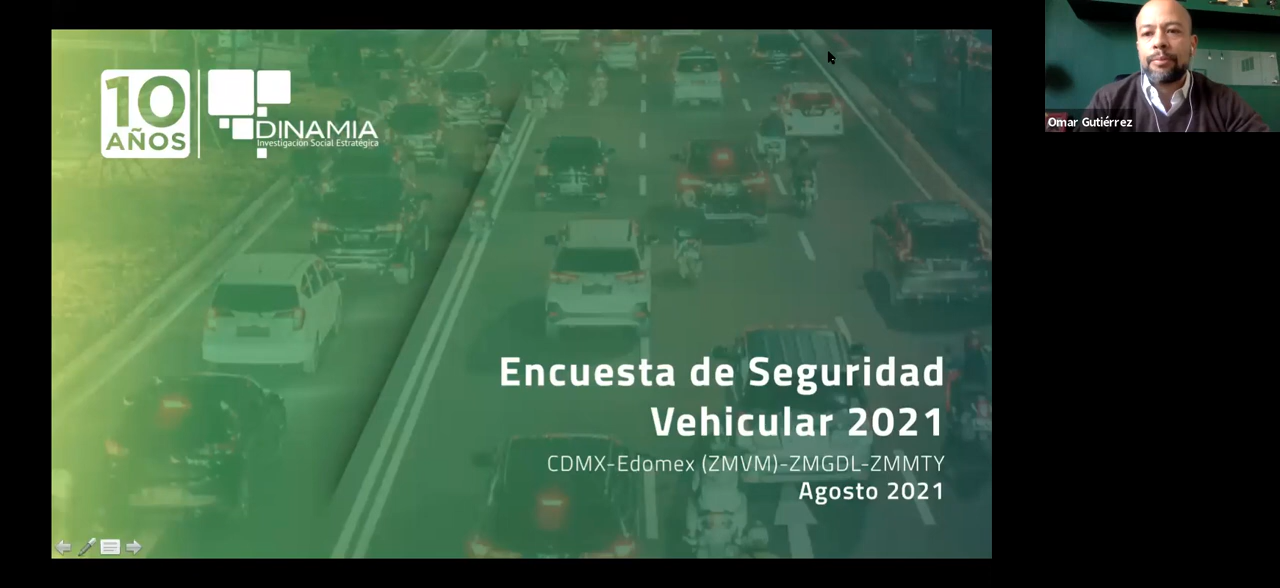 10
AÑOS
DINAMIA
Investigación Social Estratégica
Omar Gutiérrez
Encuesta de Seguridad
Vehicular 2021
CDMX-Edomex (ZMVM)-ZMGDL-ZMMTY
Agosto 2021